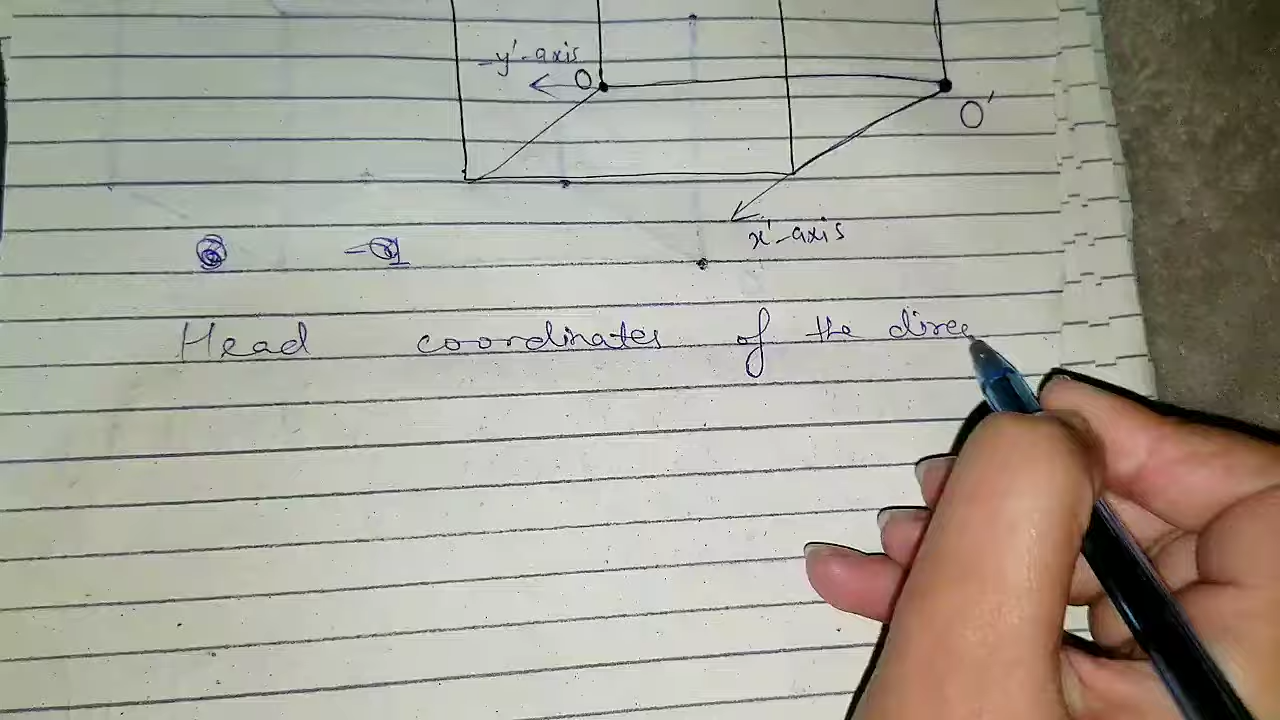 -y'-axis
O
O'
x'-axis
Head coordinates of the direc